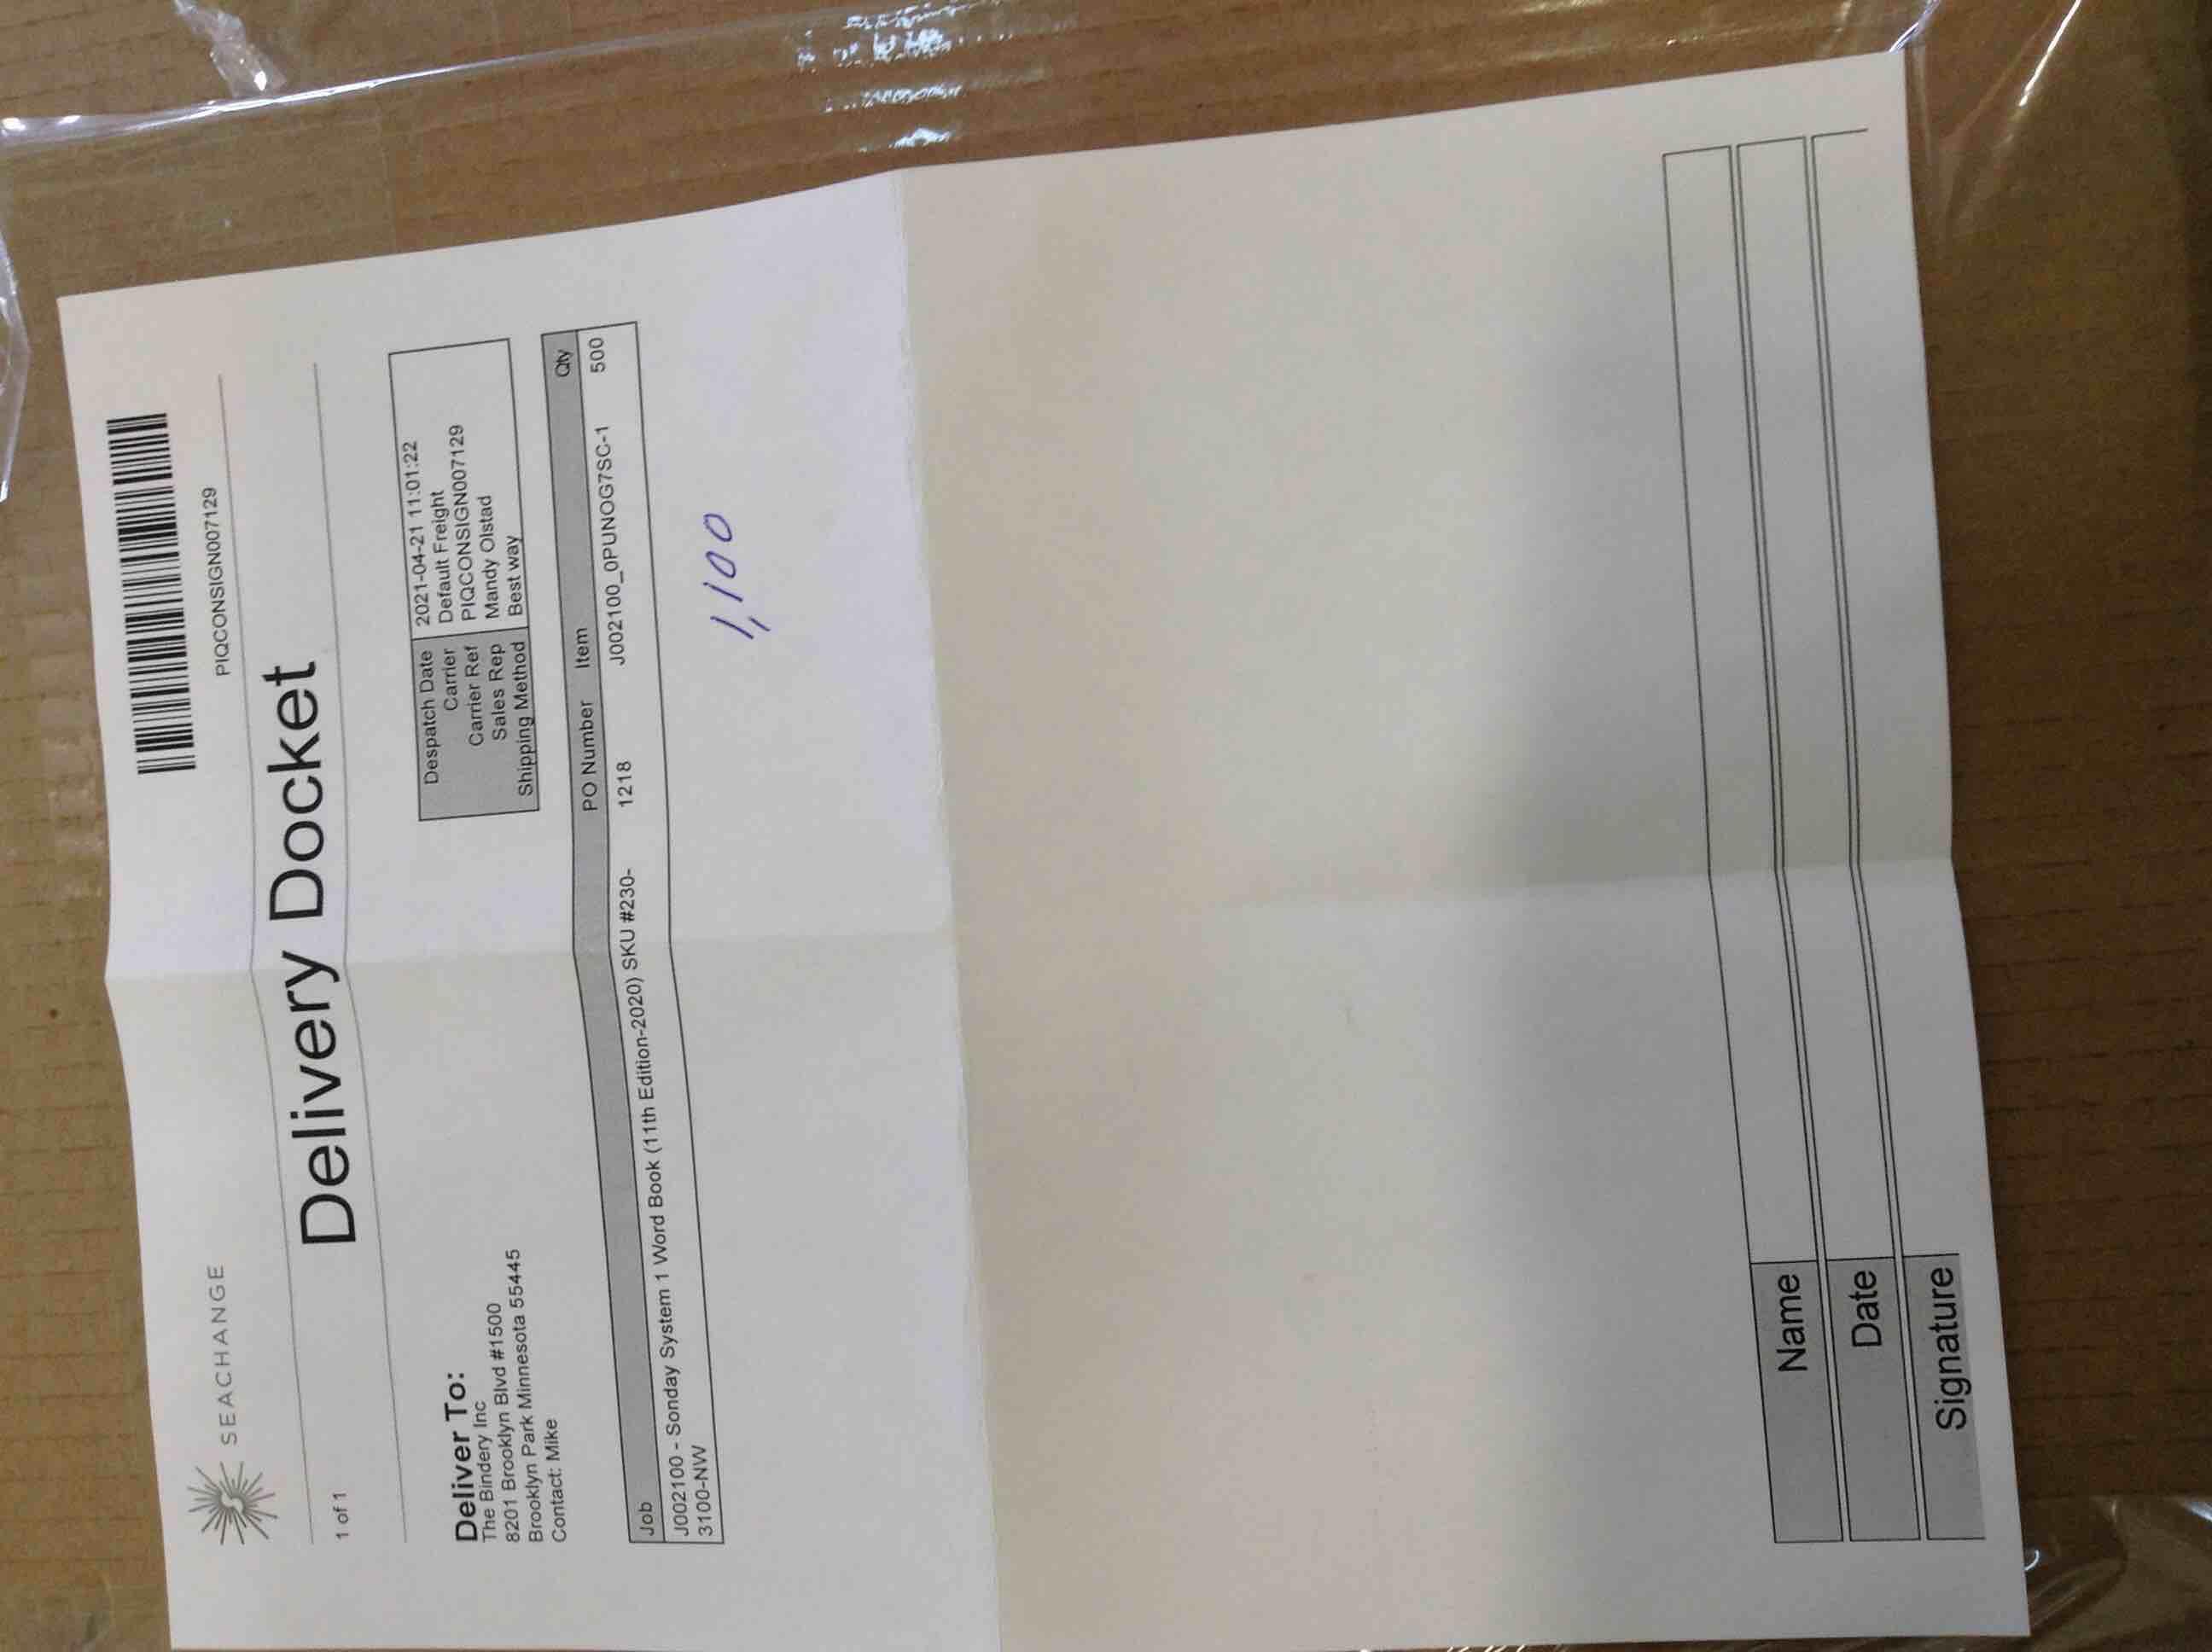 SEACHANGE
PIQCONSIGN007129
1 of 1
Delivery Docket
Deliver To:
The Bindery Inc
8201 Brooklyn Blvd #1500
Brooklyn Park Minnesota 55445
Contact: Mike
Despatch Date 2021-04-21 11:01:22
Carrier Default Freight
Carrier Ref PIQCONSIGN007129
Sales Rep Mandy Olstad
Shipping Method Best way
Job PO Number Item Qty
J002100 - Sonday System 1 Word Book (11th Edition-2020) SKU #230- 1218 J002100_0PUNOG7SC-1 500
3100-NW
1,100
Name
Date
Signature